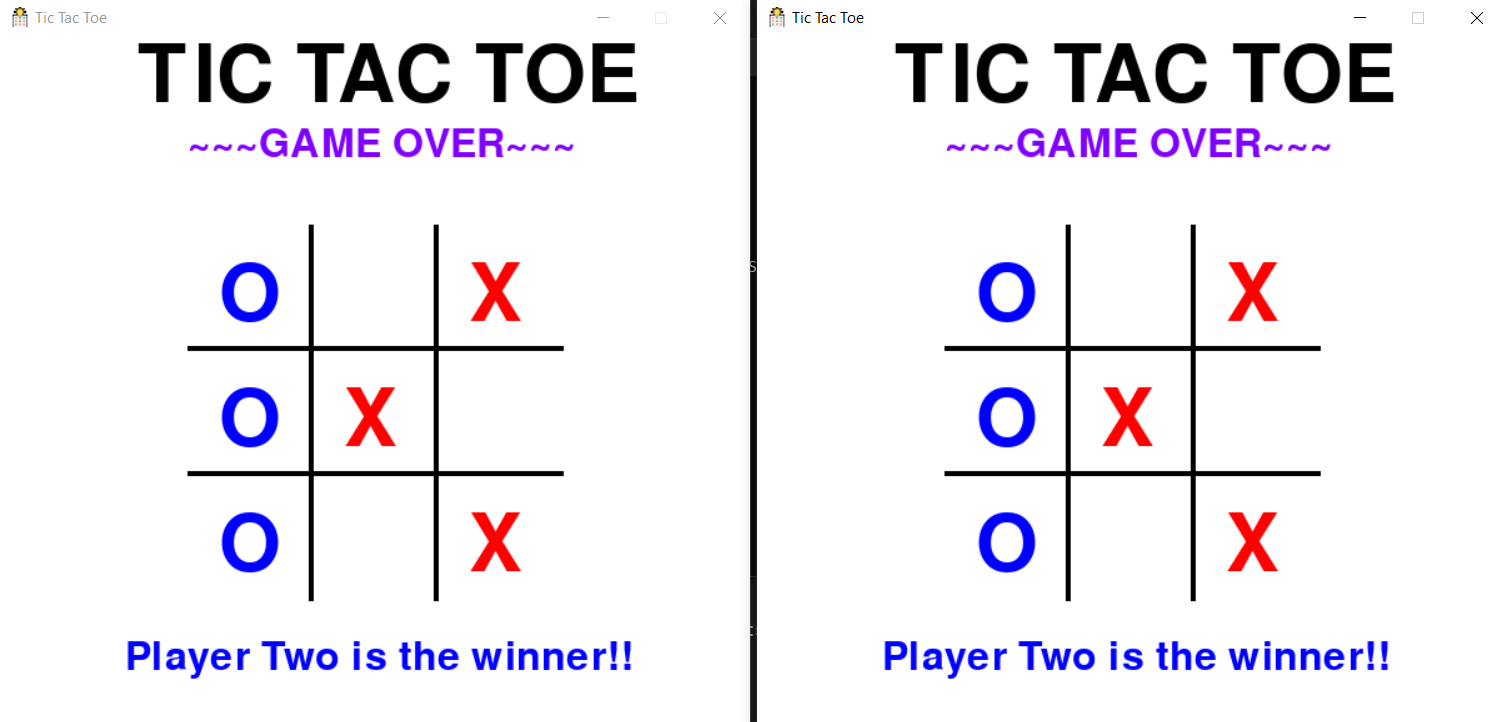 Tic Tac Toe
TIC TAC TOE
~~~GAME OVER~~~
O X
O X
O X
Player Two is the winner!!
Tic Tac Toe
TIC TAC TOE
~~~GAME OVER~~~
O X
O X
O X
Player Two is the winner!!